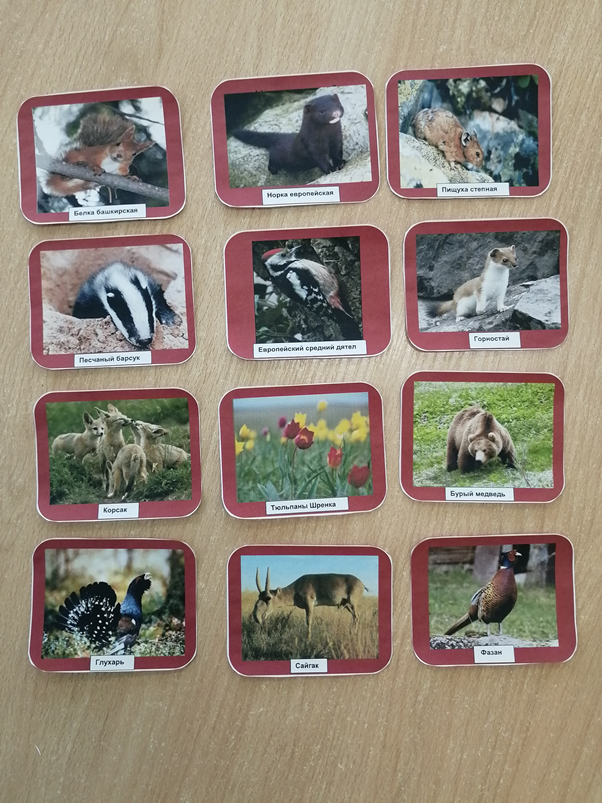 Белка башкирская
Норка европейская
Пищуха степная
Песчаный барсук
Европейский средний дятел
Горностай
Корсак
Тюльпаны Шренка
Бурый медведь
Глухарь
Сайгак
Фазан